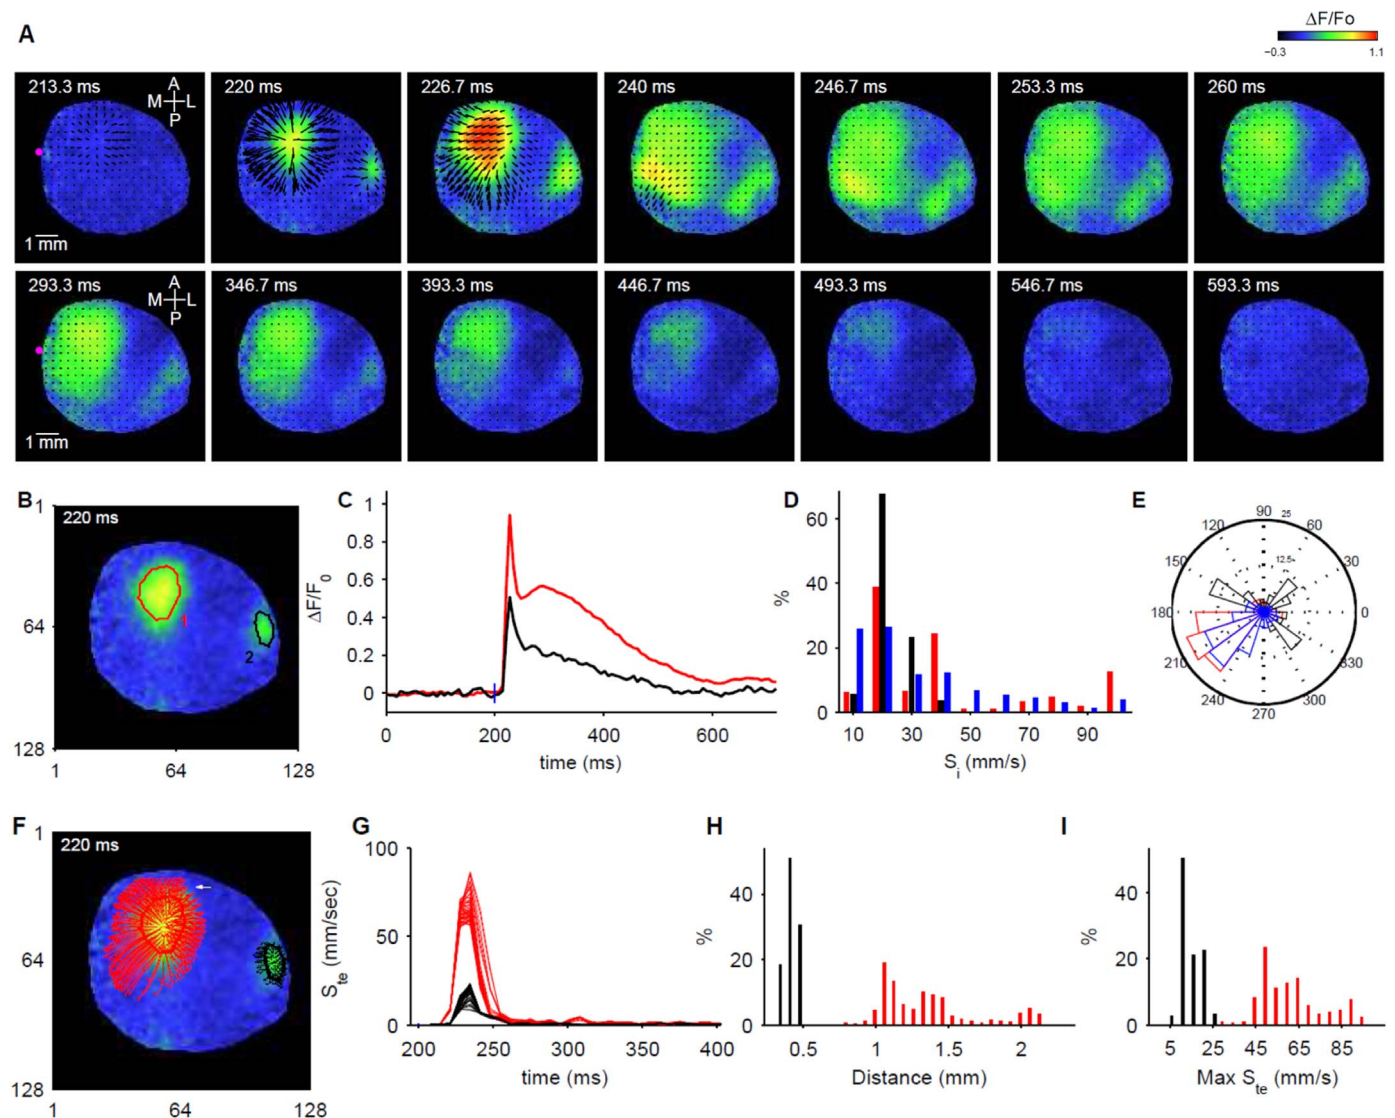 A
ΔF/Fo
−0.3 1.1
213.3 ms 220 ms 226.7 ms 240 ms 246.7 ms 253.3 ms 260 ms
A
M L
P
1 mm
293.3 ms 346.7 ms 393.3 ms 446.7 ms 493.3 ms 546.7 ms 593.3 ms
A
M L
P
1 mm
B
1
220 ms
64
128
1 64 128
1
2
C
1
0.8
0.6
0.4
0.2
0
ΔF/F0
0 200 400 600
time (ms)
D
60
40
20
0
%
10 30 50 70 90
Si (mm/s)
E
90 25
120 60
150 12.5 30
180 0
210 330
240 300
270
F
1
220 ms
64
128
1 64 128
G
100
50
0
Ste (mm/sec)
200 250 300 350 400
time (ms)
H
40
20
0
%
0.5 1 1.5 2
Distance (mm)
I
40
20
0
%
5 25 45 65 85
Max Ste (mm/s)